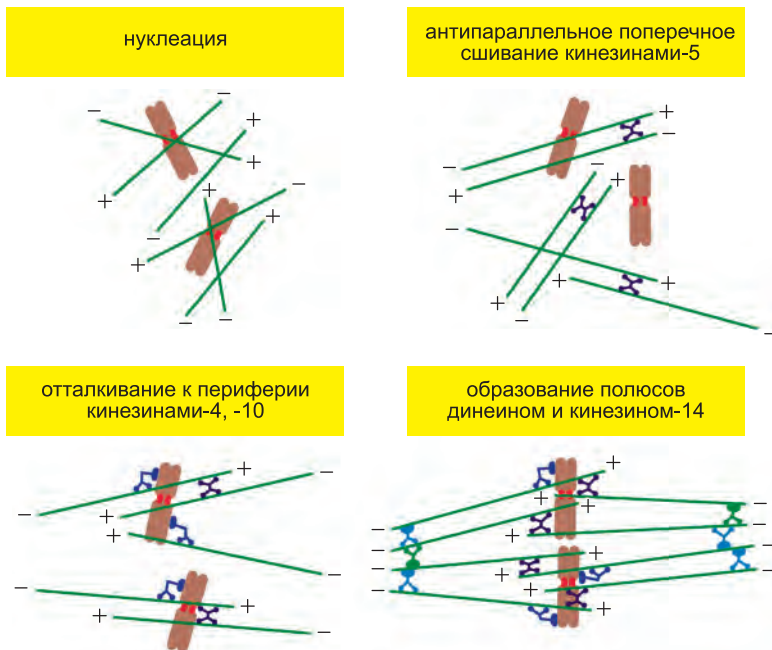 нуклеация
антипараллельное поперечное
сшивание кинезинами-5
отталкивание к периферии
кинезинами-4, -10
образование полюсов
динеином и кинезином-14